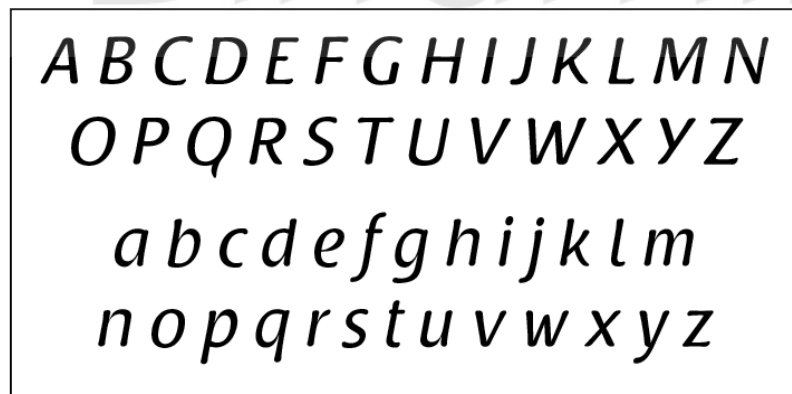 A B C D E F G H I J K L M N
O P Q R S T U V W X Y Z
a b c d e f g h i j k l m
n o p q r s t u v w x y z